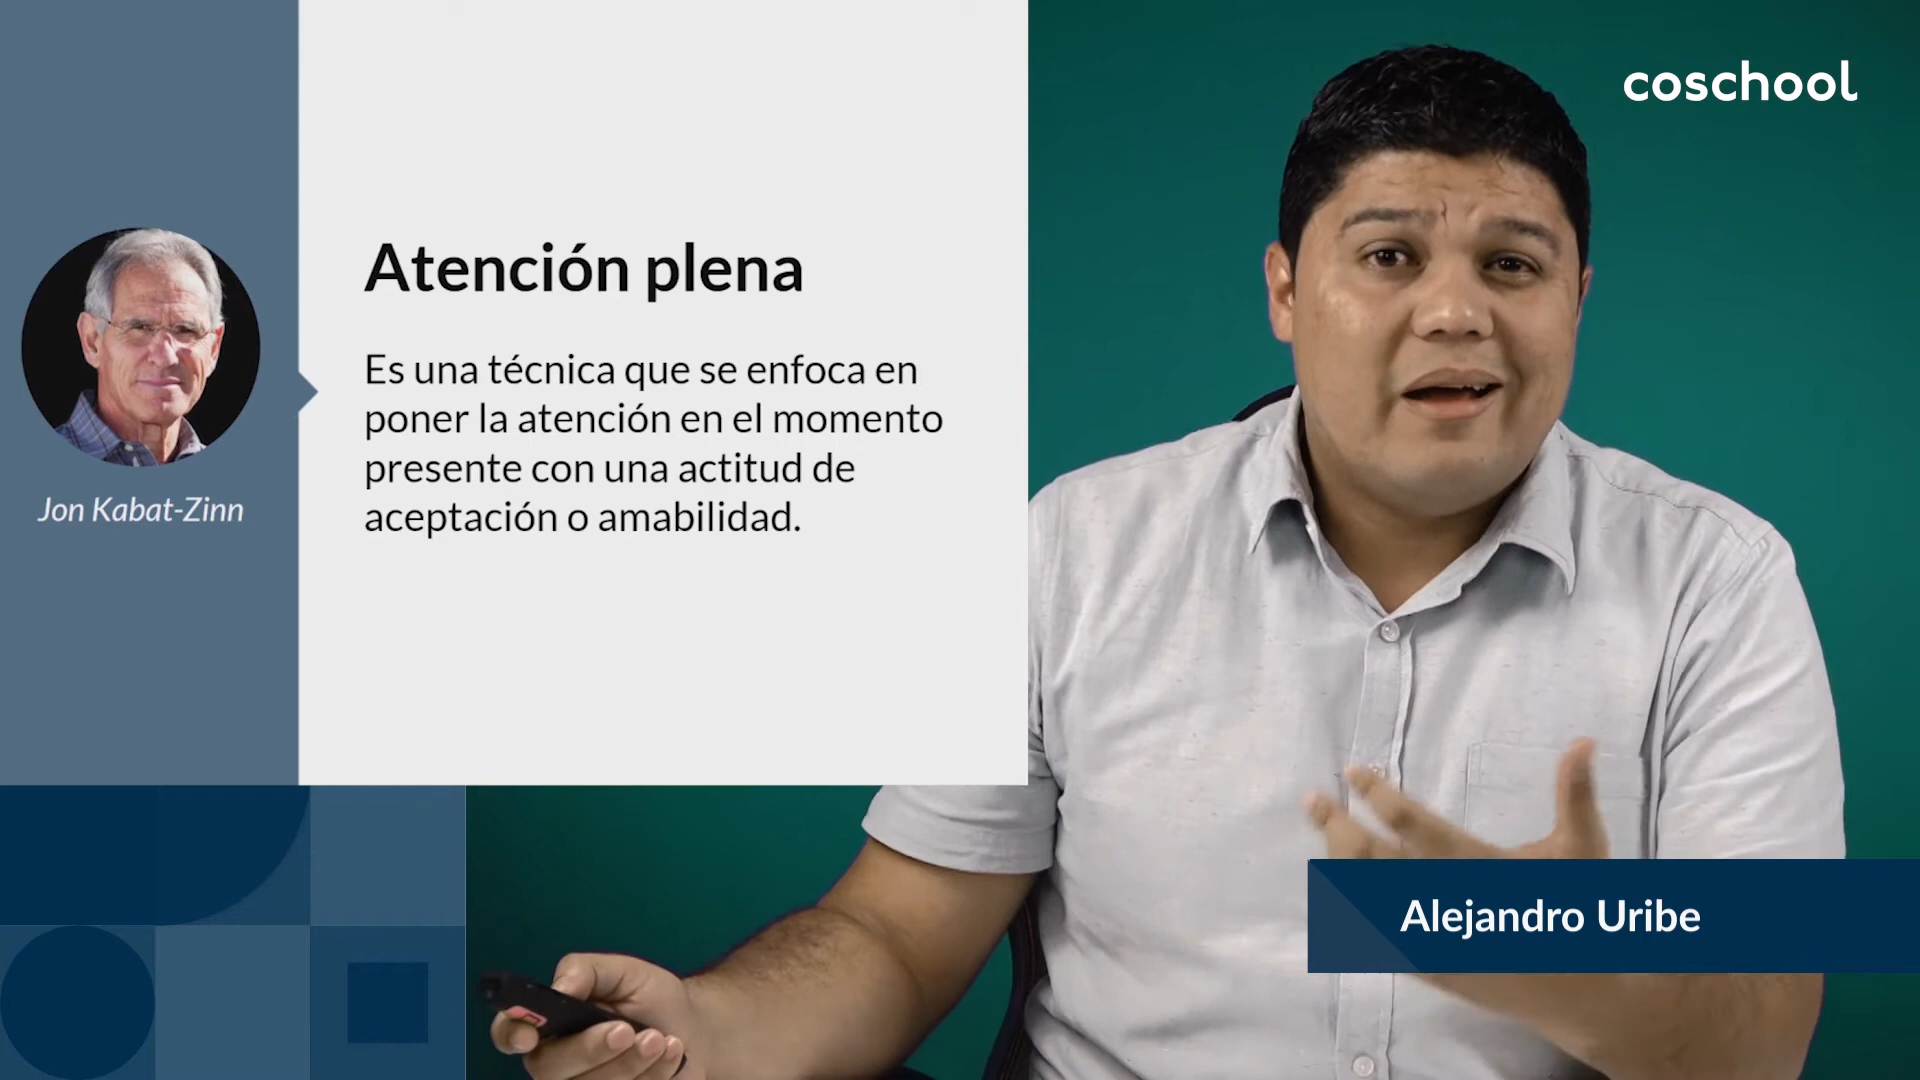 coschool
Jon Kabat-Zinn
Atención plena
Es una técnica que se enfoca en
poner la atención en el momento
presente con una actitud de
aceptación o amabilidad.
Alejandro Uribe